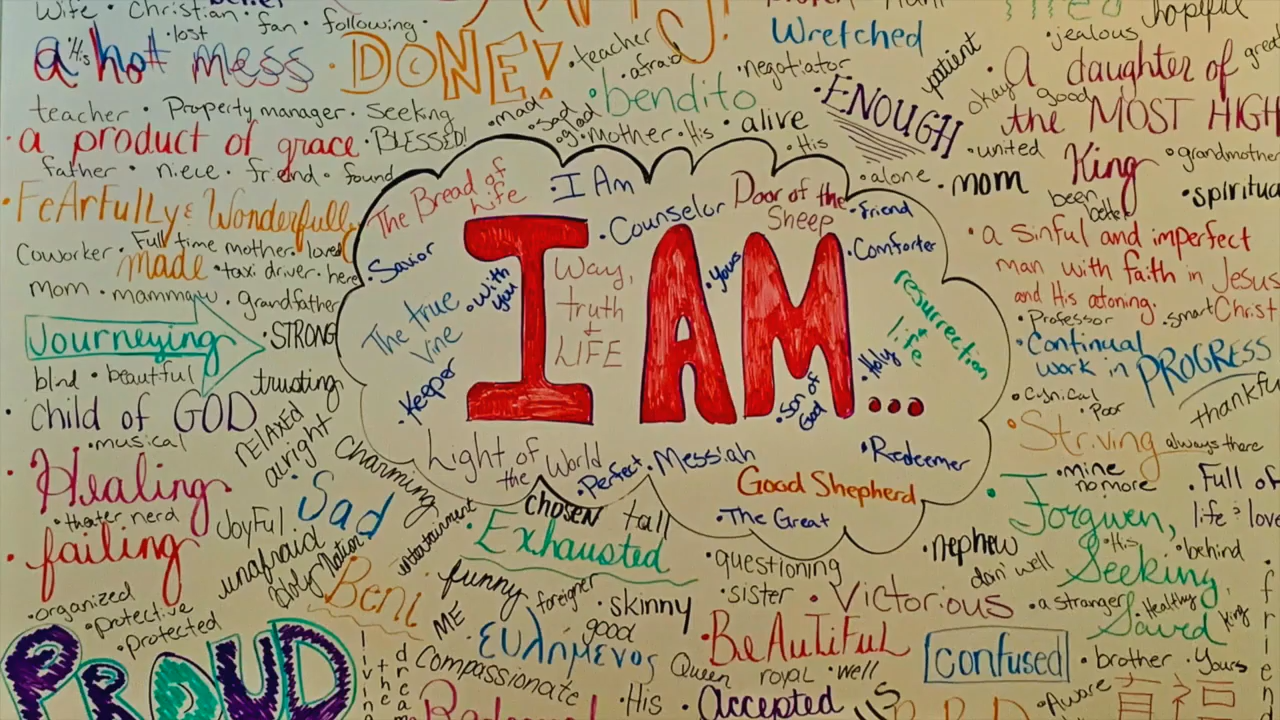 Wife • Christian • fan • following •
a hot mess
His
• lost
• DONE!
• teacher
• afraid
Wretched
• negotiator
patient
hopeful
• jealous
A daughter of
the MOST HIGH
okay
good
teacher • Property manager • Seeking
• a product of grace
• BLESSED!
• mad
• sad
• glad
• bendito
• mother • His
• alive
• His
• ENOUGH
• united
King
• grandmother
father • niece • friend • found
• alone
• mom
been
better
• spiritual
• FeArfully & Wonderfully
made
Coworker • Full time mother • loved
• taxi driver • here
mom • mammaw • grandfather
Journeying
• STRONG
blnd • beautiful
trusting
• child of GOD
• musical
RELAXED
alright
Charming
• Healing
• theater nerd
• failing
JoyFul
Sad
unafraid
Holy Nation
entertainment
• organized
• protective
• protected
PROUD
The Bread of
Life
• I Am
• Counselor
Door of the
Sheep
• friend
• Comforter
• Savior
I AM...
• With
you
Way,
truth
+
LIFE
• Yours
resurrection
+
life
The true
Vine
• Keeper
• Holy
• Son of
God
Light of
the World
• Perfect
• Messiah
• Redeemer
Good Shepherd
• The Great
• a sinful and imperfect
man with faith in Jesus
and His atoning.
Christ
• Professor
• smart
• Continual
work in PROGRESS
• Cynical
• Poor
thankful
• Striving
always there
• mine
no more
• Full of
life & love
• Forgiven,
• His
• behind
chosen
tall
• Exhausted
funny
foreigner
• skinny
good
ME
ευλημενος
Compassionate
• His
• questioning
• sister
• Victorious
• BeAutiFul
Queen
royal
• well
• Accepted
• nephew
don' well
Seeking
• a stranger
• Healthy
Saved
King
confused
• brother • Yours
• Aware